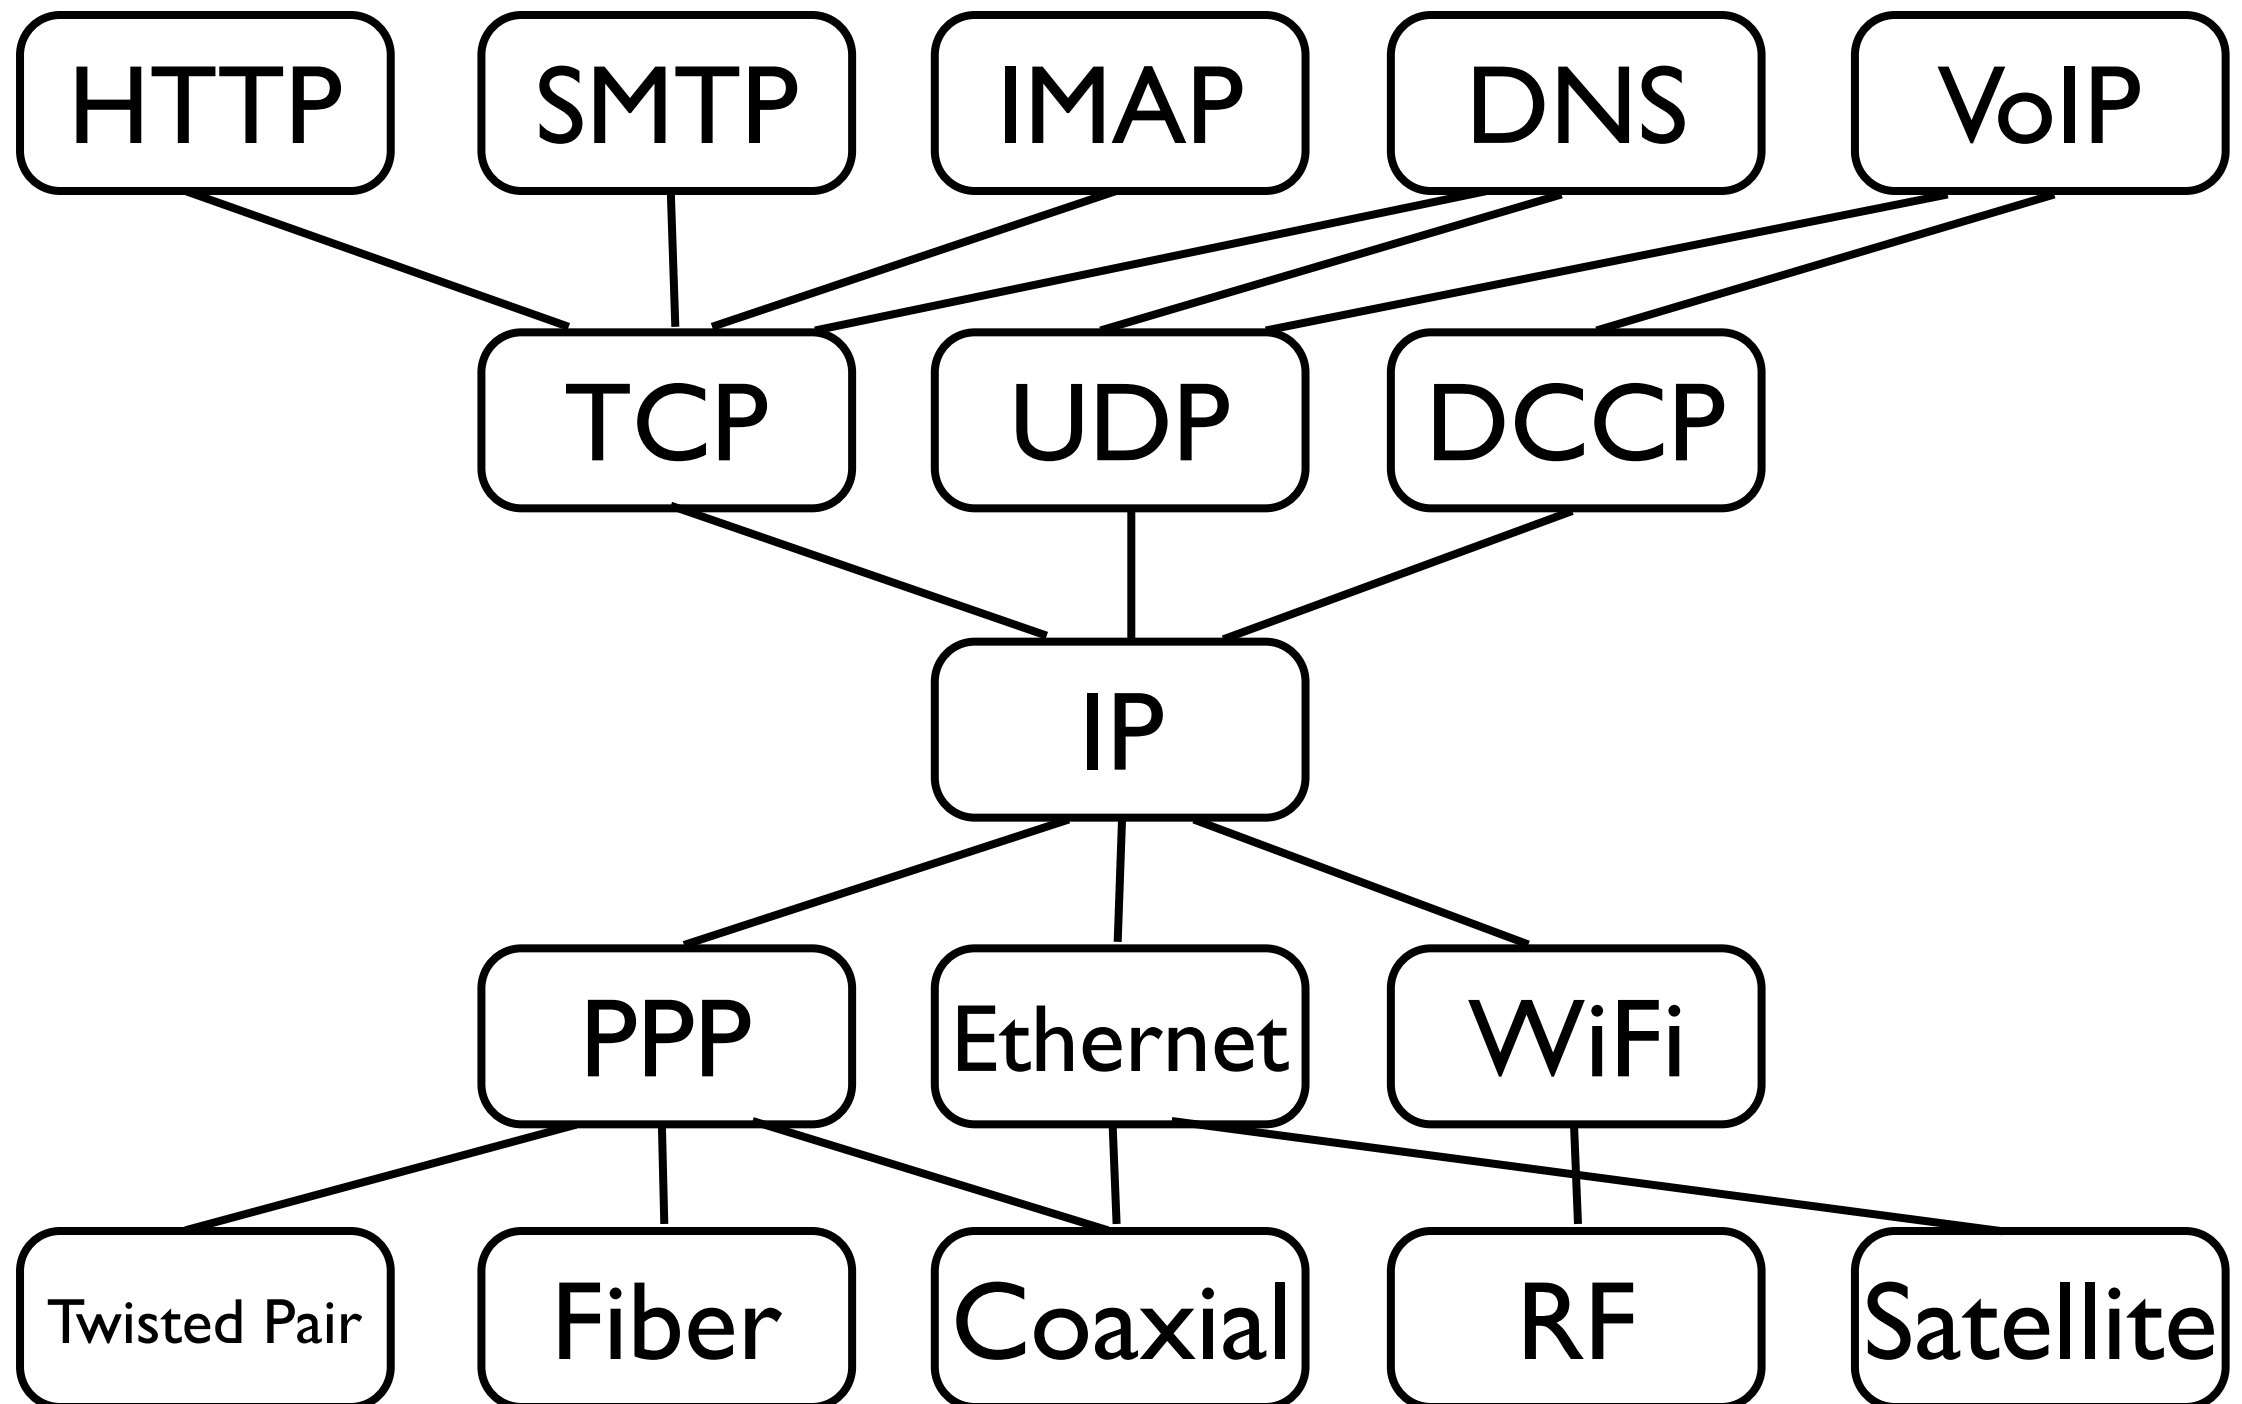 HTTP
SMTP
IMAP
DNS
VoIP
TCP
UDP
DCCP
IP
PPP
Ethernet
WiFi
Twisted Pair
Fiber
Coaxial
RF
Satellite